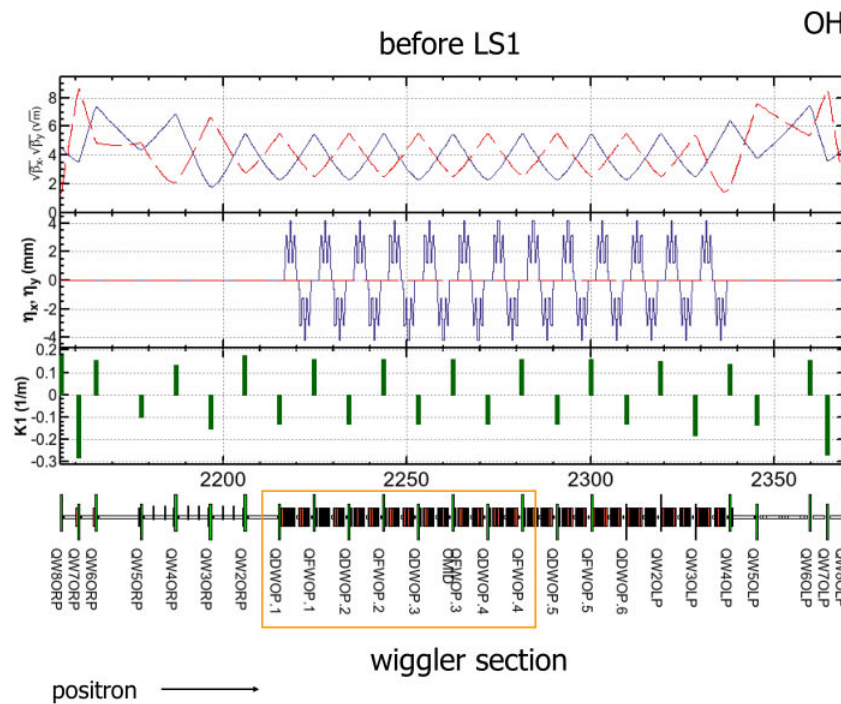 OH
before LS1
√βx, √βy (√m)
8
6
4
2
0
ηx, ηy (mm)
4
2
0
-2
-4
K1 (1/m)
0.2
0.1
0
-0.1
-0.2
-0.3
2200 2250 2300 2350
QW8ORP
QW7ORP
QW6ORP
QW5ORP
QW4ORP
QW3ORP
QW2ORP
QDWOP.1
QFWOP.1
QDWOP.2
QFWOP.2
QDWOP.3
QFWOP.3
QDWOP.4
QFWOP.4
QDWOP.5
QFWOP.5
QDWOP.6
QW2OLP
QW3OLP
QW4OLP
QW5OLP
QW6OLP
QW7OLP
wiggler section
positron